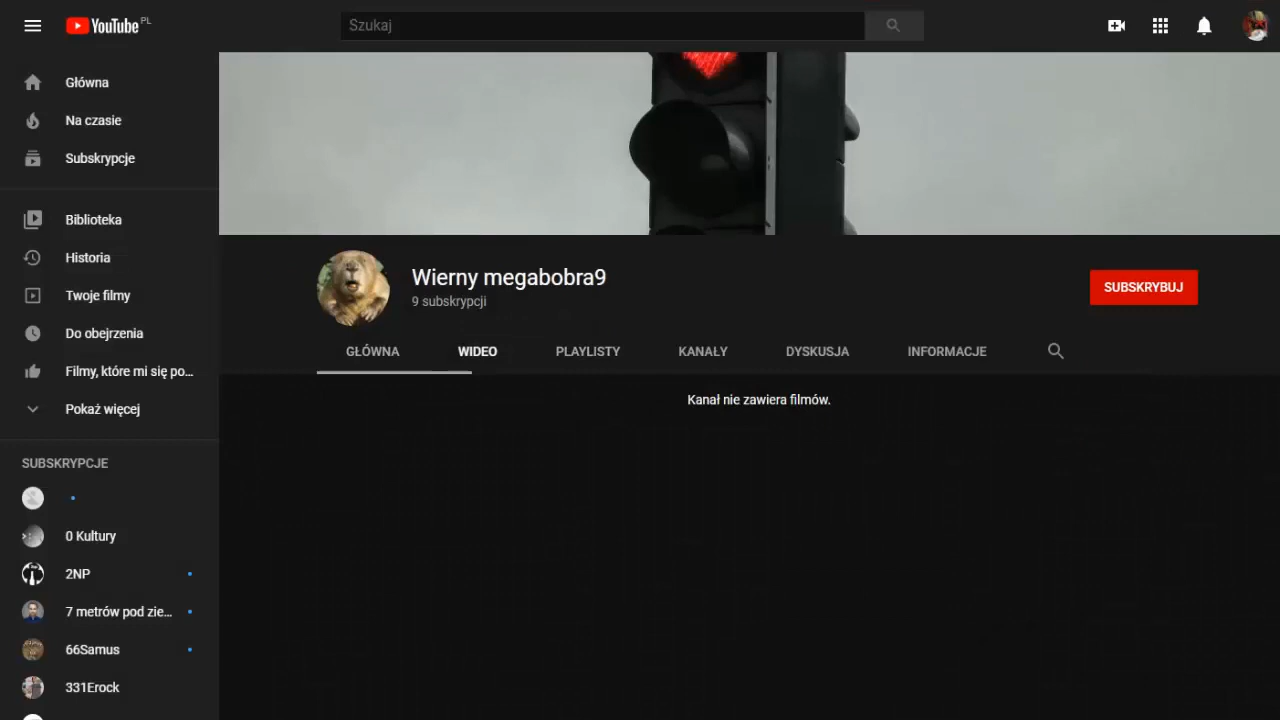 YouTube PL
Szukaj
Główna
Na czasie
Subskrypcje
Biblioteka
Historia
Twoje filmy
Do obejrzenia
Filmy, które mi się po...
Pokaż więcej
SUBSKRYPCJE
0 Kultury
2NP
7 metrów pod zie...
66Samus
331Erock
Wierny megabobra9
9 subskrypcji
SUBSKRYBUJ
GŁÓWNA WIDEO PLAYLISTY KANAŁY DYSKUSJA INFORMACJE
Kanał nie zawiera filmów.